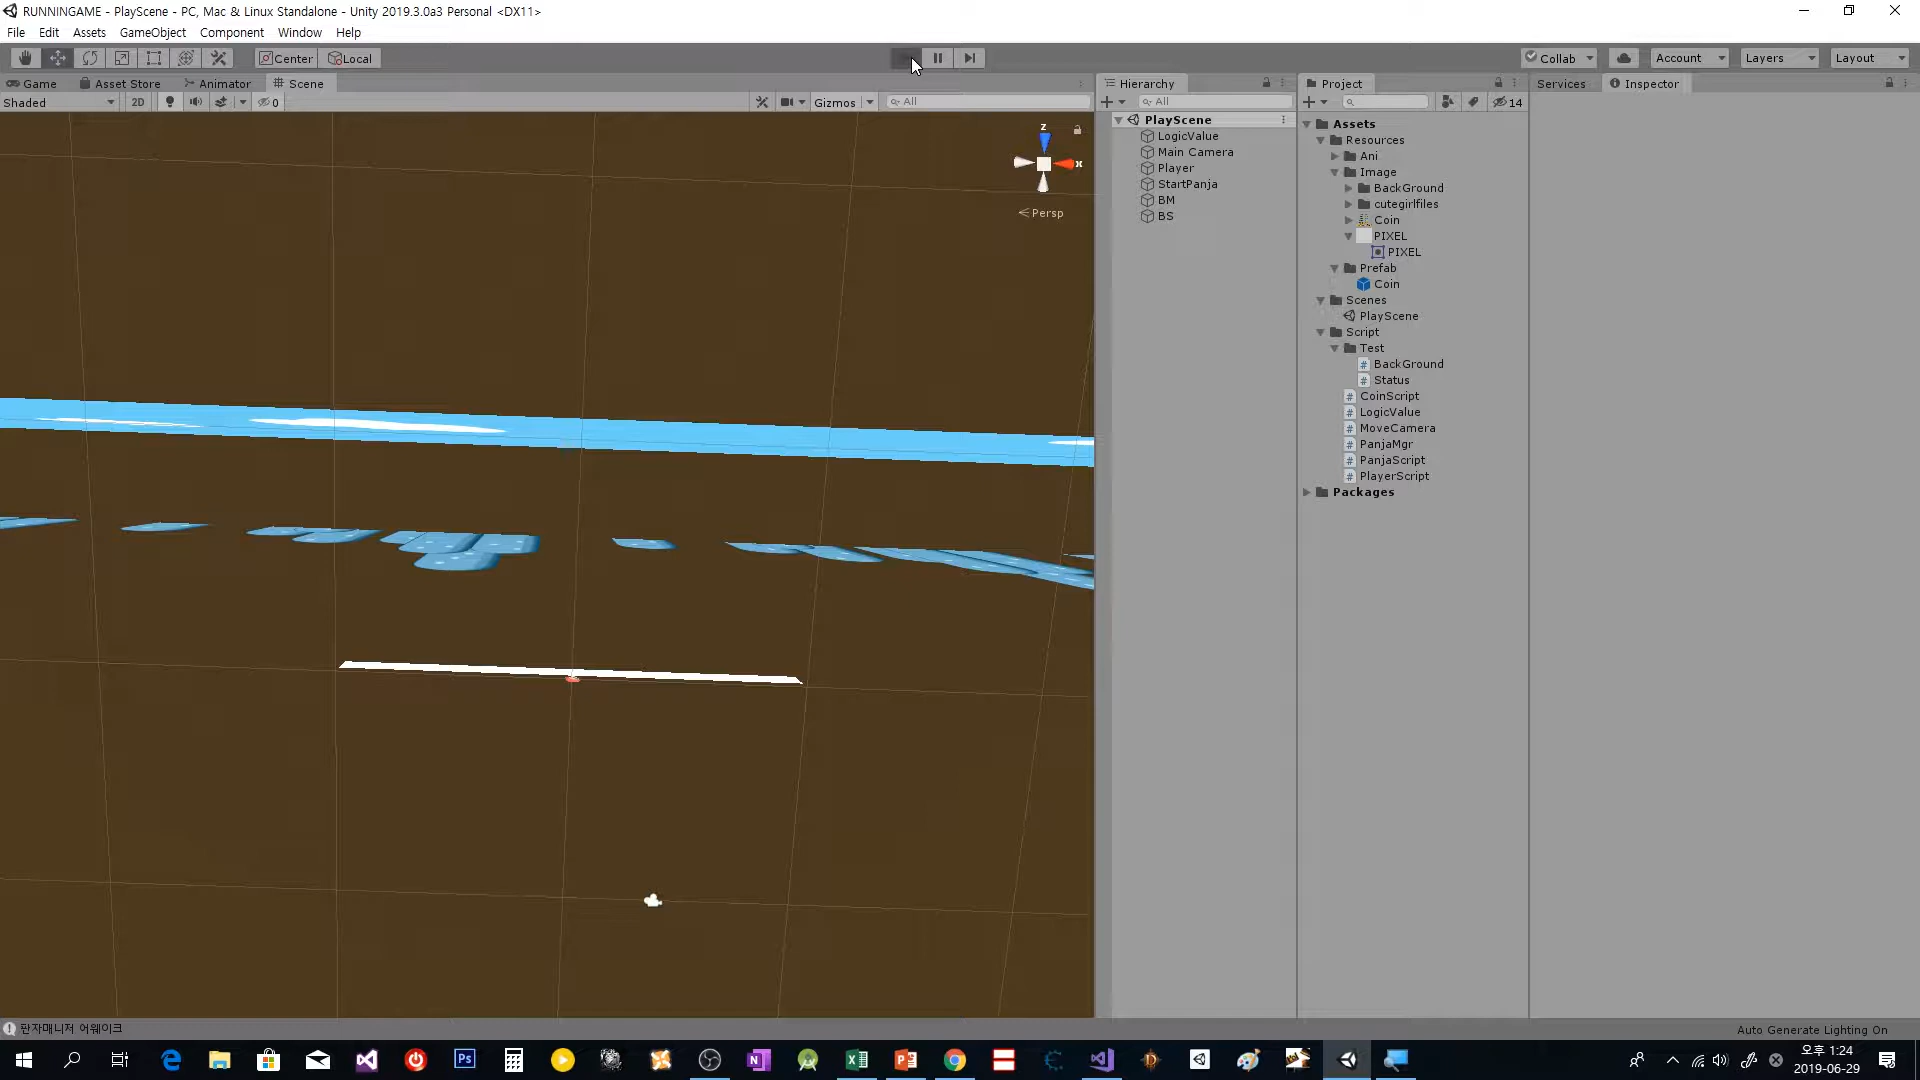 RUNNINGAME - PlayScene - PC, Mac & Linux Standalone - Unity 2019.3.0a3 Personal <DX11>
File Edit Assets GameObject Component Window Help
Center Local Collab Account Layers Layout
Game Asset Store Animator Scene Hierarchy Project Services Inspector
Shaded 2D 0 Gizmos All All 14
PlayScene
LogicValue
Main Camera
Player
StartPanja
BM
BS
Assets
Resources
Ani
Image
BackGround
cutegirlfiles
Coin
PIXEL
PIXEL
Prefab
Coin
Scenes
PlayScene
Script
Test
BackGround
Status
CoinScript
LogicValue
MoveCamera
PanjaMgr
PanjaScript
PlayerScript
Packages
z
x
Persp
판자매니저 어웨이크
Auto Generate Lighting On
Ps
오후 1:24
2019-06-29